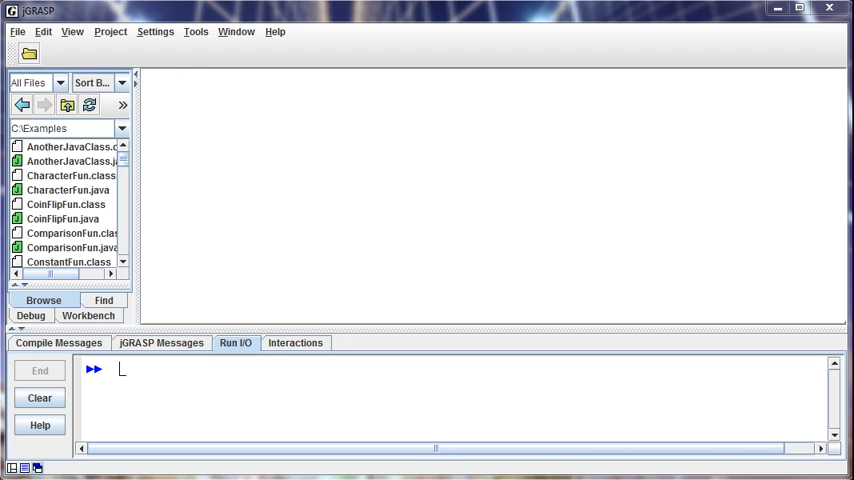 jGRASP
File Edit View Project Settings Tools Window Help
All Files Sort B...
C:\Examples
AnotherJavaClass.c
AnotherJavaClass.ja
CharacterFun.class
CharacterFun.java
CoinFlipFun.class
CoinFlipFun.java
ComparisonFun.clas
ComparisonFun.java
ConstantFun.class
Browse Find
Debug Workbench
Compile Messages jGRASP Messages Run I/O Interactions
End
Clear
Help